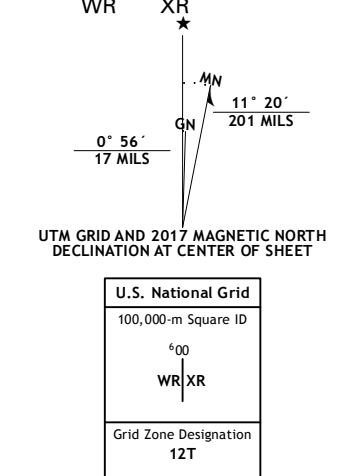 WR XR
★
MN
11° 20´
201 MILS
GN
0° 56´
17 MILS
UTM GRID AND 2017 MAGNETIC NORTH
DECLINATION AT CENTER OF SHEET
U.S. National Grid
100,000-m Square ID
⁶00
WR XR
Grid Zone Designation
12T